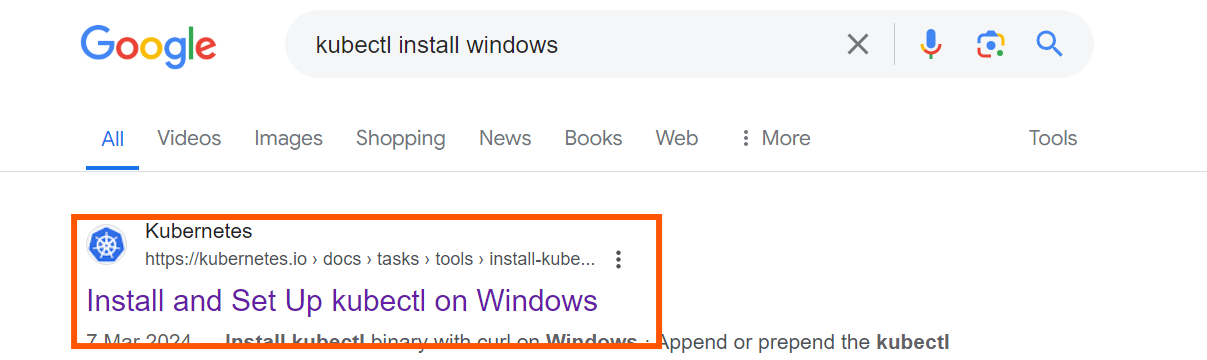 Google
kubectl install windows
All Videos Images Shopping News Books Web More Tools
Kubernetes
https://kubernetes.io › docs › tasks › tools › install-kube...
Install and Set Up kubectl on Windows
7 Mar 2024 — Install kubectl binary with curl on Windows · Append or prepend the kubectl